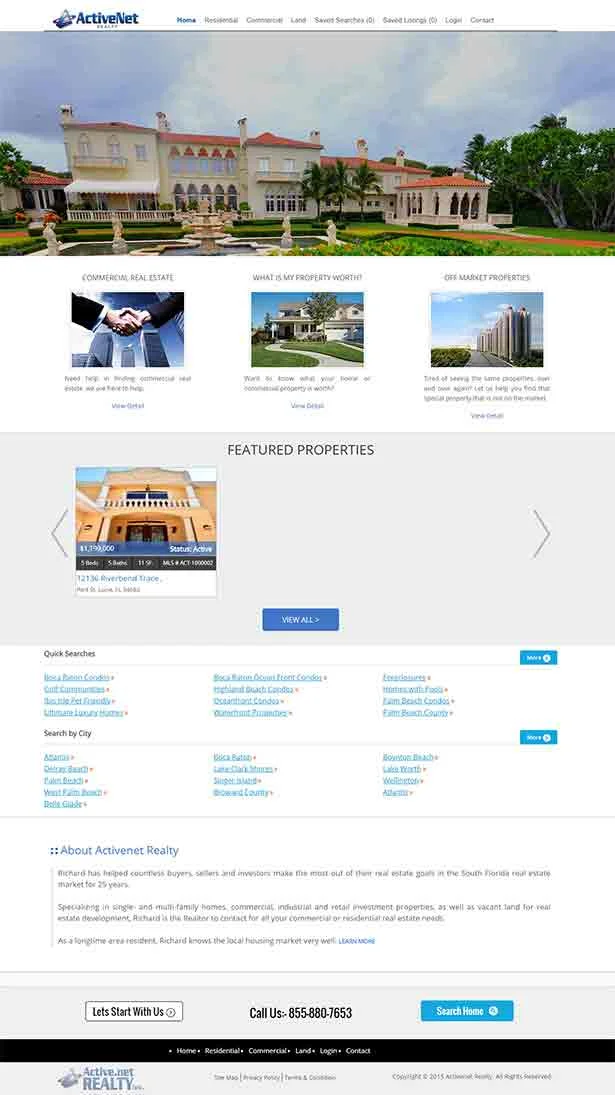 ActiveNet
REALTY
Home Residential Commercial Land Saved Searches (0) Saved Listings (0) Login Contact
COMMERCIAL REAL ESTATE
WHAT IS MY PROPERTY WORTH?
OFF MARKET PROPERTIES
Need help in finding commercial real
estate, we are here to help.
View Detail
Want to know what your home or
commercial property is worth?
View Detail
Tired of seeing the same properties over
and over again? Let us help you find that
special property that is not on the market.
View Detail
FEATURED PROPERTIES
$1,199,000 Status: Active
5 Beds 5 Baths 11 SF. MLS # ACT-1000002
12136 Riverbend Trace ,
Port St. Lucie, FL 34682
VIEW ALL >
Quick Searches
More
Boca Raton Condos Boca Raton Ocean Front Condos Foreclosures
Golf Communities Highland Beach Condos Homes with Pools
Ibis Isle Pet Friendly Oceanfront Condos Palm Beach Condos
Ultimate Luxury Homes Waterfront Properties Palm Beach County
Search by City
More
Atlantis Boca Raton Boynton Beach
Delray Beach Lake Clark Shores Lake Worth
Palm Beach Singer Island Wellington
West Palm Beach Broward County Atlantis
Belle Glade
About Activenet Realty
Richard has helped countless buyers, sellers and investors make the most out of their real estate goals in the South Florida real estate
market for 25 years.
Specializing in single- and multi-family homes, commercial, industrial and retail investment properties, as well as vacant land for real
estate development, Richard is the Realtor to contact for all your commercial or residential real estate needs.
As a longtime area resident, Richard knows the local housing market very well. LEARN MORE
Lets Start With Us
Call Us:- 855-880-7653
Search Home
• Home • Residential • Commercial • Land • Login • Contact
Active.net
REALTY Inc.
Site Map | Privacy Policy | Terms & Condition
Copyright © 2015 Activenet Realty. All Rights Reserved